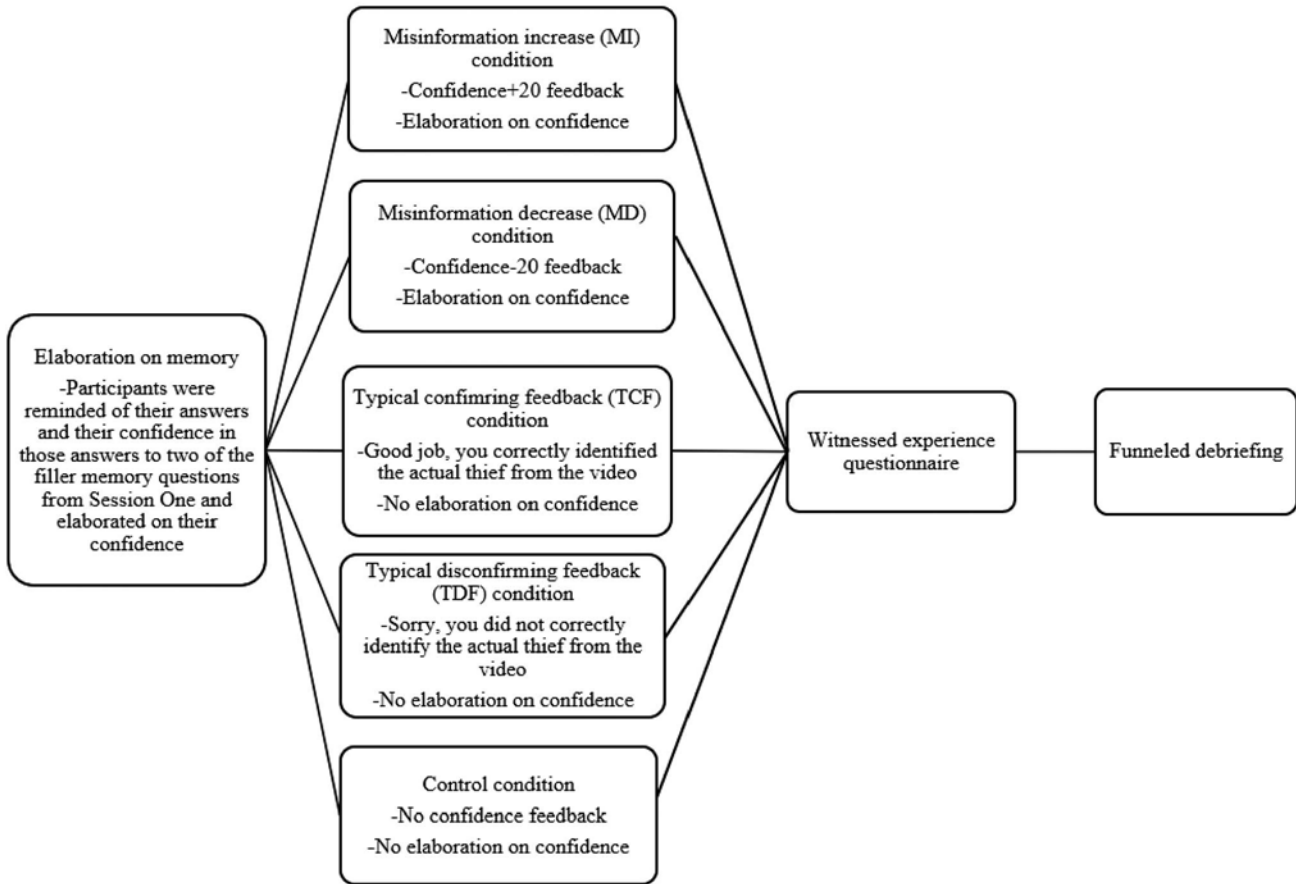 Elaboration on memory
-Participants were
reminded of their answers
and their confidence in
those answers to two of the
filler memory questions
from Session One and
elaborated on their
confidence
Misinformation increase (MI)
condition
-Confidence+20 feedback
-Elaboration on confidence
Misinformation decrease (MD)
condition
-Confidence-20 feedback
-Elaboration on confidence
Typical confimring feedback (TCF)
condition
-Good job, you correctly identified
the actual thief from the video
-No elaboration on confidence
Typical disconfirming feedback
(TDF) condition
-Sorry, you did not correctly
identify the actual thief from the
video
-No elaboration on confidence
Control condition
-No confidence feedback
-No elaboration on confidence
Witnessed experience
questionnaire
Funneled debriefing